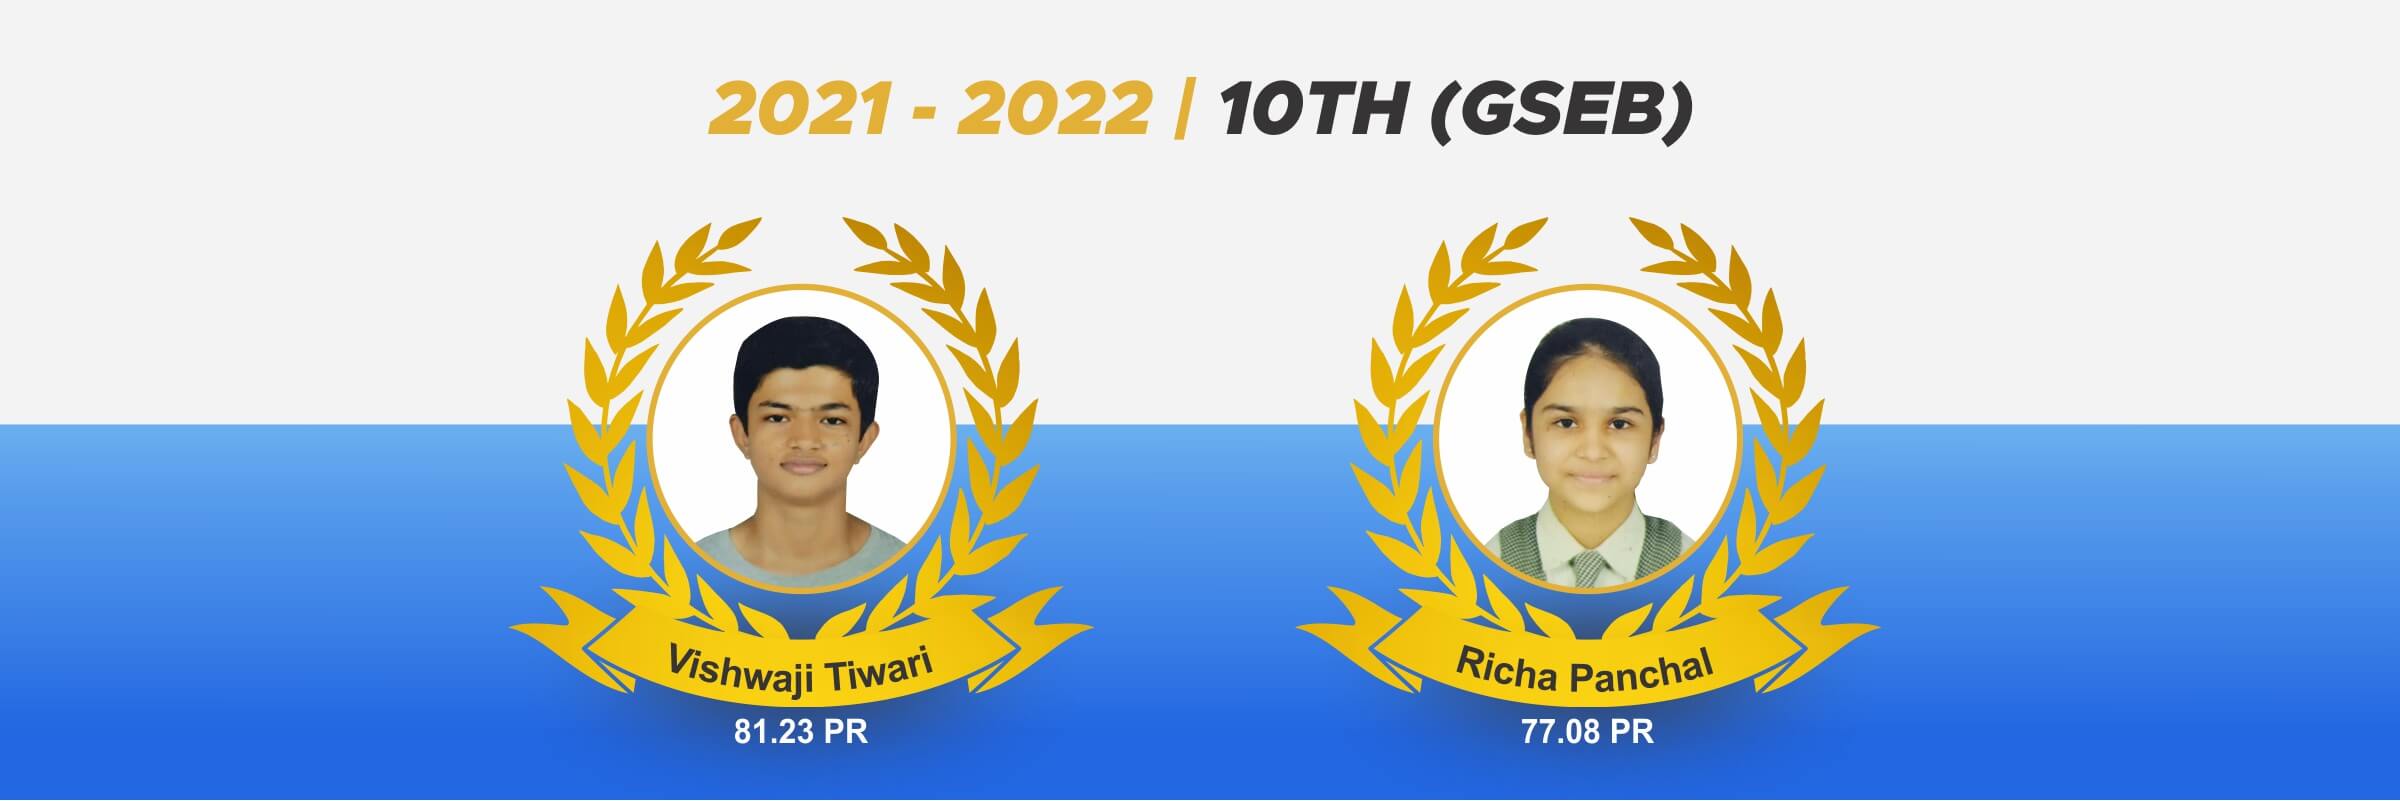 2021 - 2022 | 10TH (GSEB)
Vishwaji Tiwari
81.23 PR
Richa Panchal
77.08 PR